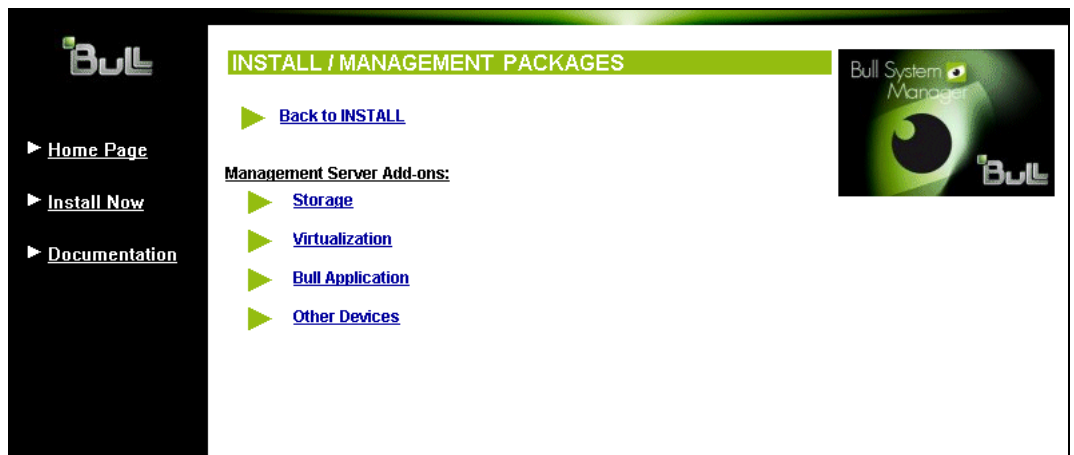 Bull
Home Page
Install Now
Documentation
INSTALL / MANAGEMENT PACKAGES
Back to INSTALL
Management Server Add-ons:
Storage
Virtualization
Bull Application
Other Devices
Bull System
Manager
Bull